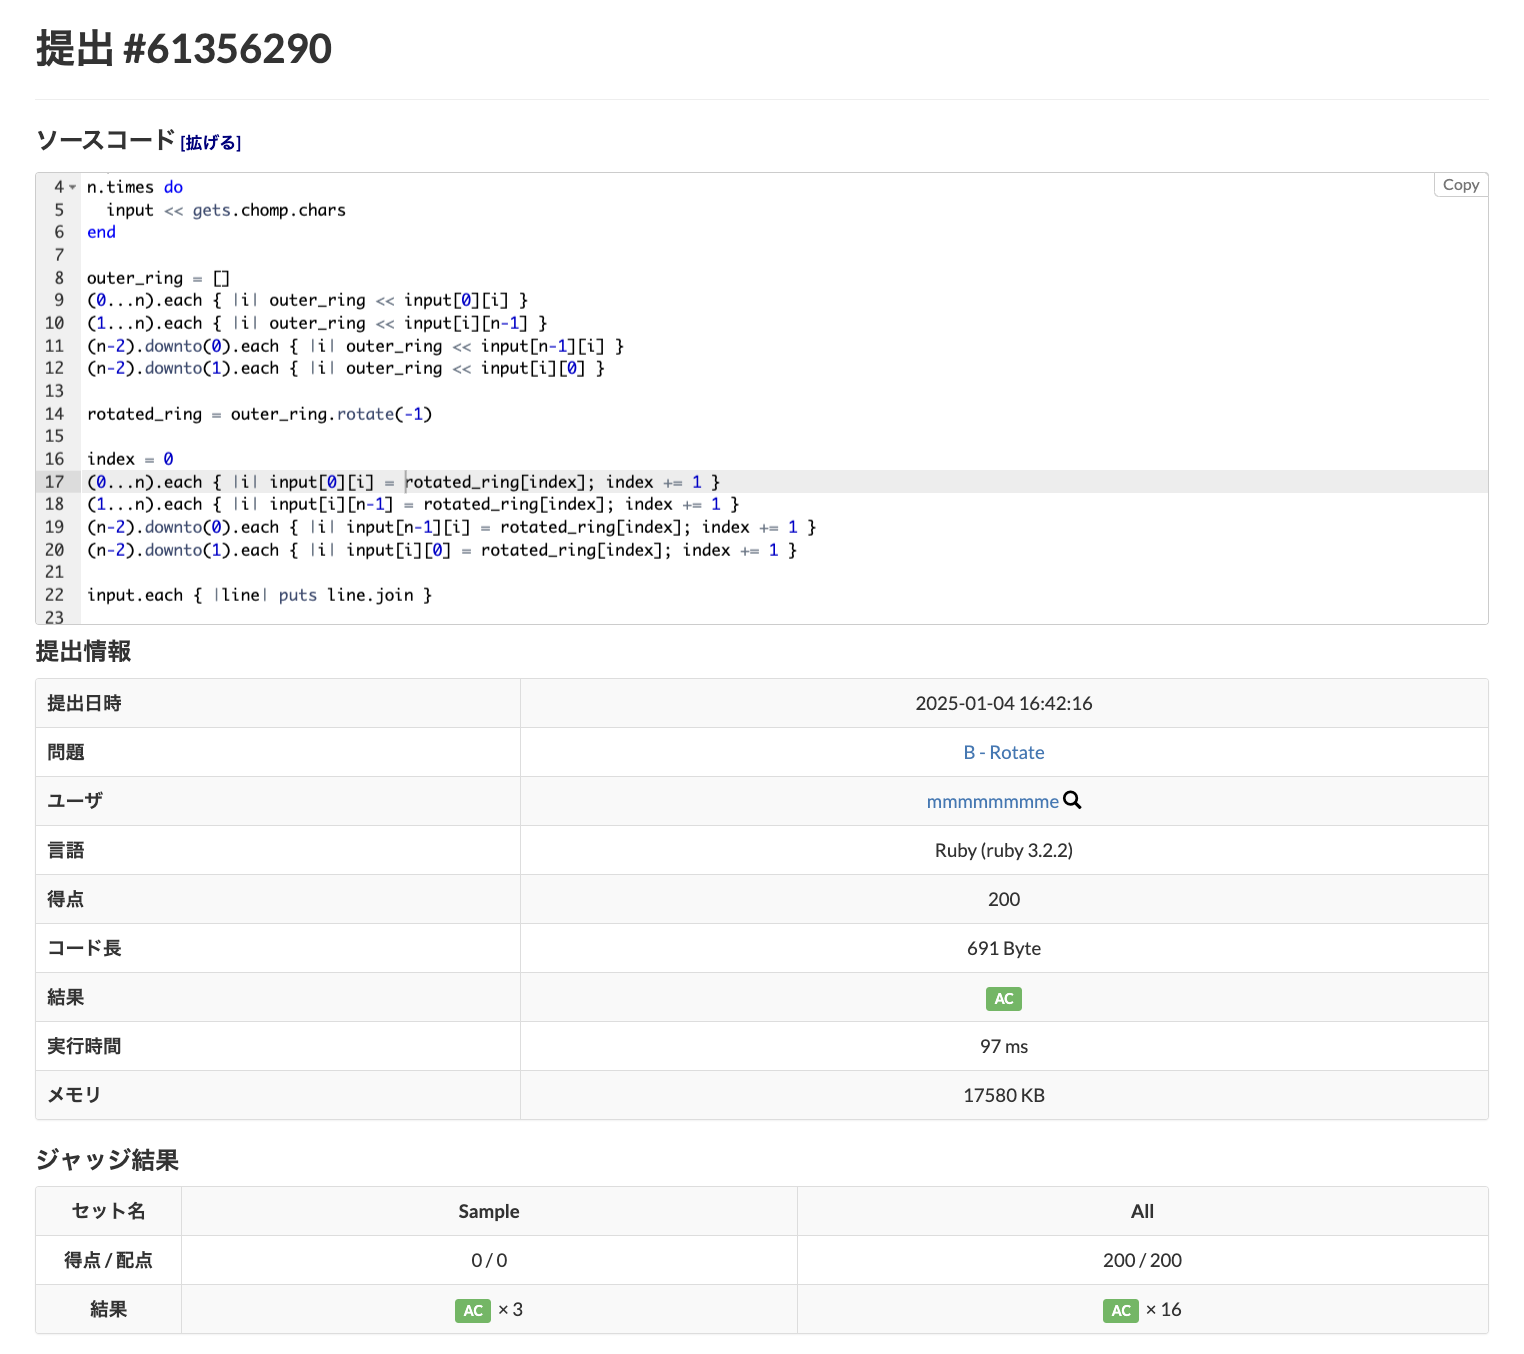 提出 #61356290
ソースコード [拡げる]
Copy
4 n.times do
5   input << gets.chomp.chars
6 end
7
8 outer_ring = []
9 (0...n).each { |i| outer_ring << input[0][i] }
10 (1...n).each { |i| outer_ring << input[i][n-1] }
11 (n-2).downto(0).each { |i| outer_ring << input[n-1][i] }
12 (n-2).downto(1).each { |i| outer_ring << input[i][0] }
13
14 rotated_ring = outer_ring.rotate(-1)
15
16 index = 0
17 (0...n).each { |i| input[0][i] = rotated_ring[index]; index += 1 }
18 (1...n).each { |i| input[i][n-1] = rotated_ring[index]; index += 1 }
19 (n-2).downto(0).each { |i| input[n-1][i] = rotated_ring[index]; index += 1 }
20 (n-2).downto(1).each { |i| input[i][0] = rotated_ring[index]; index += 1 }
21
22 input.each { |line| puts line.join }
23
提出情報
提出日時 2025-01-04 16:42:16
問題 B - Rotate
ユーザ mmmmmmmme
言語 Ruby (ruby 3.2.2)
得点 200
コード長 691 Byte
結果 AC
実行時間 97 ms
メモリ 17580 KB
ジャッジ結果
セット名 Sample All
得点 / 配点 0 / 0 200 / 200
結果 AC × 3 AC × 16